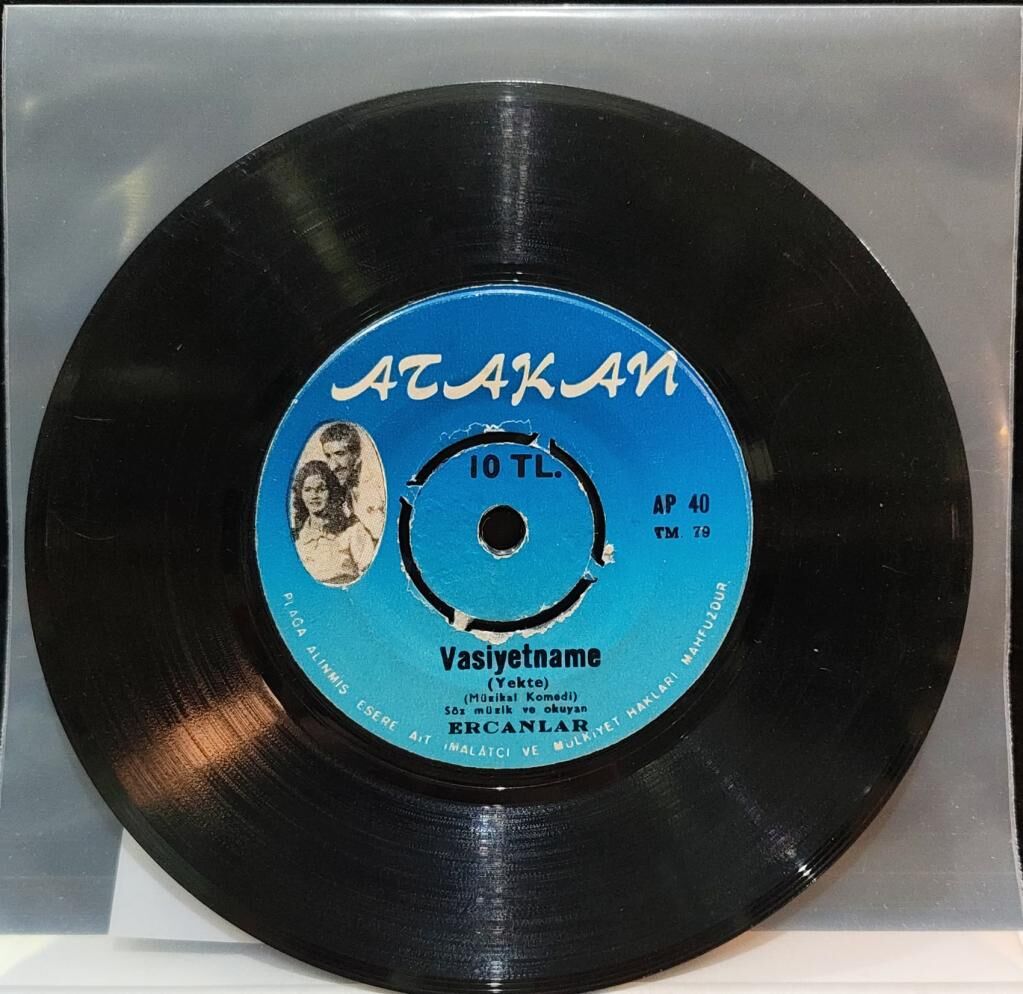 ATAKAN
10 TL.
AP 40
TM. 79
Vasiyetname
(Yekte)
(Müzikal Komedi)
Söz müzik ve okuyan
ERCANLAR
PLAĞA ALINMIŞ ESERE AİT İMALÂTÇI VE MÜLKİYET HAKLARI MAHFUZDUR